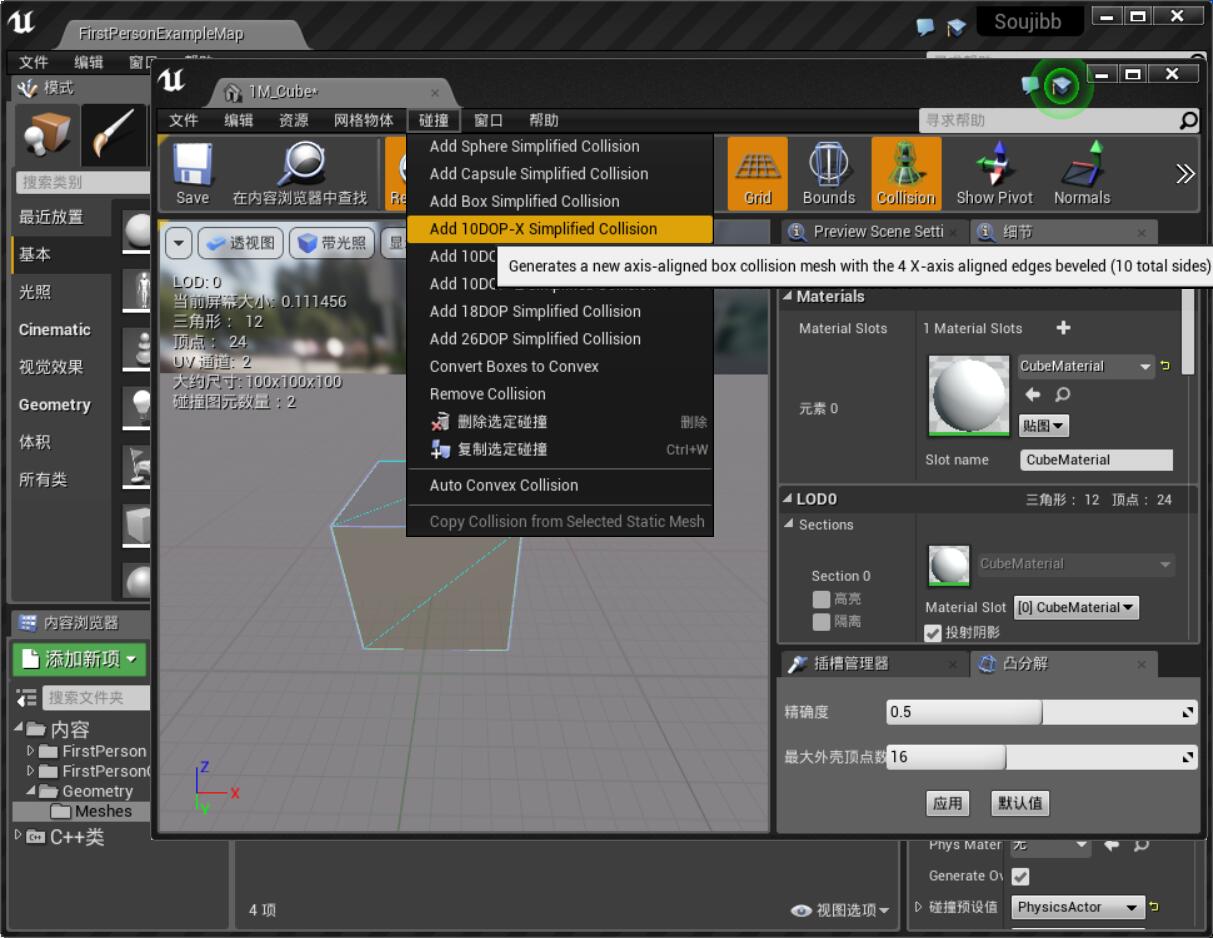 FirstPersonExampleMap
Soujibb
文件 编辑
模式
搜索类别
最近放置
基本
光照
Cinematic
视觉效果
Geometry
体积
所有类
内容浏览器
添加新项
搜索文件夹
内容
FirstPerson
FirstPerson
Geometry
Meshes
C++类
4 项
视图选项
1M_Cube*
文件 编辑 资源 网格物体 碰撞 窗口 帮助
寻求帮助
Save 在内容浏览器中查找 Grid Bounds Collision Show Pivot Normals
透视图 带光照
LOD: 0
当前屏幕大小: 0.111456
三角形: 12
顶点: 24
UV 通道: 2
大约尺寸: 100x100x100
碰撞图元数量: 2
Z
X
Y
Add Sphere Simplified Collision
Add Capsule Simplified Collision
Add Box Simplified Collision
Add 10DOP-X Simplified Collision
Generates a new axis-aligned box collision mesh with the 4 X-axis aligned edges beveled (10 total sides)
Add 18DOP Simplified Collision
Add 26DOP Simplified Collision
Convert Boxes to Convex
Remove Collision
删除选定碰撞 删除
复制选定碰撞 Ctrl+W
Auto Convex Collision
Copy Collision from Selected Static Mesh
Preview Scene Setti 细节
Materials
Material Slots 1 Material Slots
元素 0
CubeMaterial
贴图
Slot name CubeMaterial
LOD0 三角形: 12 顶点: 24
Sections
Section 0
高亮
隔离
CubeMaterial
Material Slot [0] CubeMaterial
投射阴影
插槽管理器 凸分解
精确度 0.5
最大外壳顶点数 16
应用 默认值
Phys Mater 无
Generate Ov
碰撞预设值 PhysicsActor